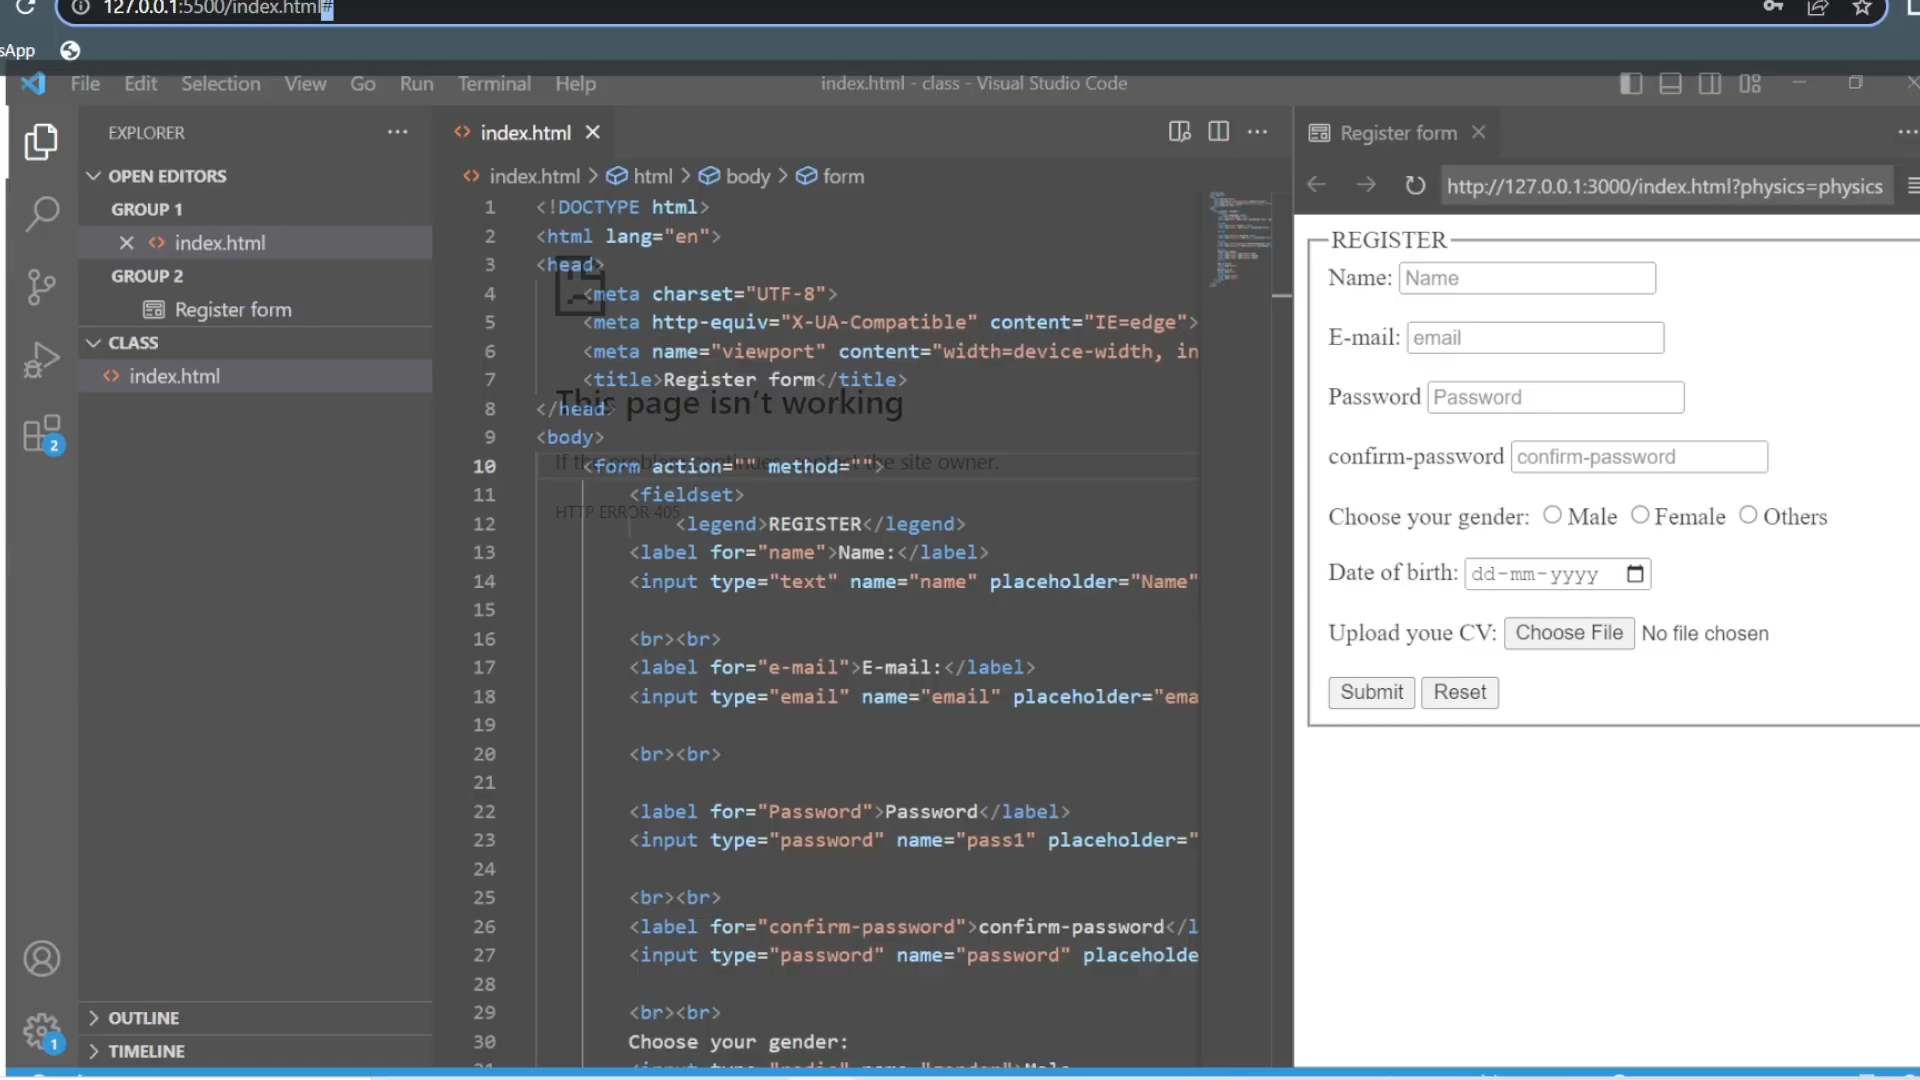 127.0.0.1:5500/index.html#
sApp
File Edit Selection View Go Run Terminal Help
index.html - class - Visual Studio Code
EXPLORER
OPEN EDITORS
GROUP 1
index.html
GROUP 2
Register form
CLASS
index.html
2
1
OUTLINE
TIMELINE
index.html
index.html > html > body > form
1 <!DOCTYPE html>
2 <html lang="en">
3 <head>
4 <meta charset="UTF-8">
5 <meta http-equiv="X-UA-Compatible" content="IE=edge">
6 <meta name="viewport" content="width=device-width, in
7 <title>Register form</title>
This page isn't working
8 </head>
9 <body>
If the problem continues, contact the site owner.
10 <form action="" method="">
11 <fieldset>
HTTP ERROR 405
12 <legend>REGISTER</legend>
13 <label for="name">Name:</label>
14 <input type="text" name="name" placeholder="Name"
15
16 <br><br>
17 <label for="e-mail">E-mail:</label>
18 <input type="email" name="email" placeholder="ema
19
20 <br><br>
21
22 <label for="Password">Password</label>
23 <input type="password" name="pass1" placeholder="
24
25 <br><br>
26 <label for="confirm-password">confirm-password</l
27 <input type="password" name="password" placeholde
28
29 <br><br>
30 Choose your gender:
Register form
http://127.0.0.1:3000/index.html?physics=physics
REGISTER
Name: Name
E-mail: email
Password Password
confirm-password confirm-password
Choose your gender: Male Female Others
Date of birth: dd-mm-yyyy
Upload youe CV: Choose File No file chosen
Submit Reset